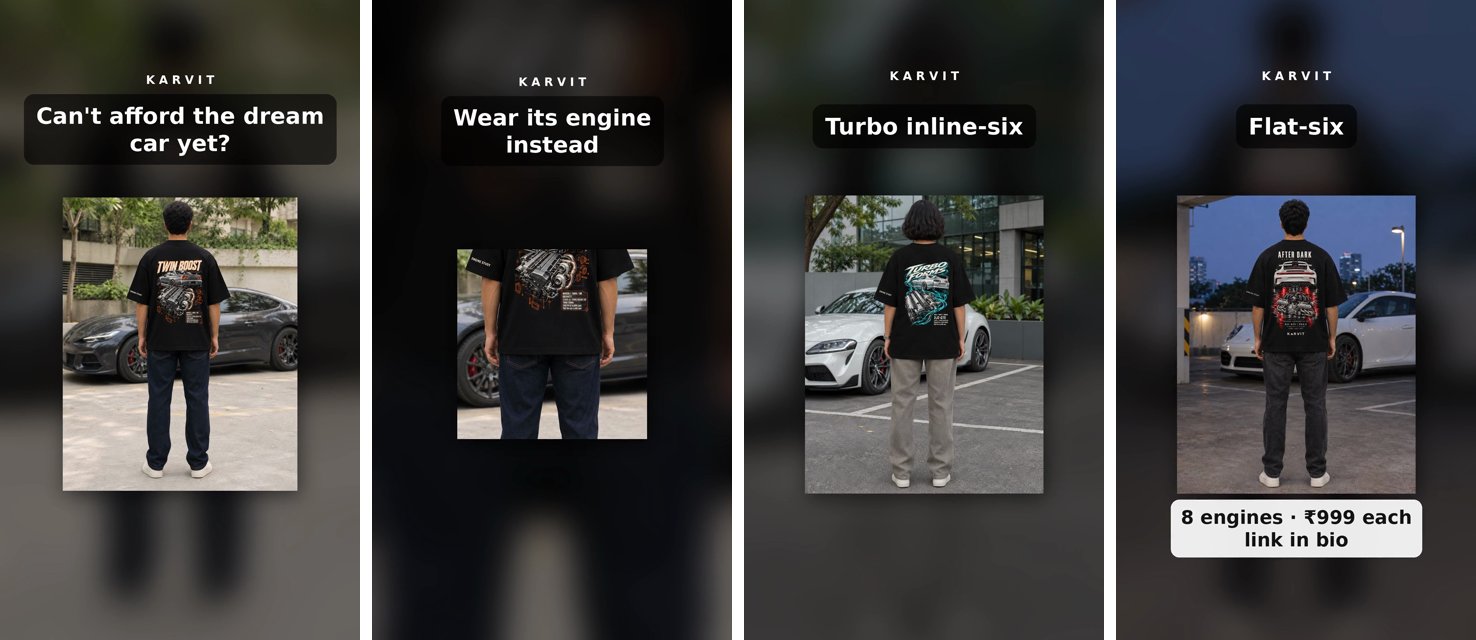 KARVIT
Can't afford the dream
car yet?
TWIN BOOST
KARVIT
Wear its engine
instead
KARVIT
Turbo inline-six
TURBO
FORMS
KARVIT
Flat-six
AFTER DARK
KARVIT
8 engines · ₹999 each
link in bio